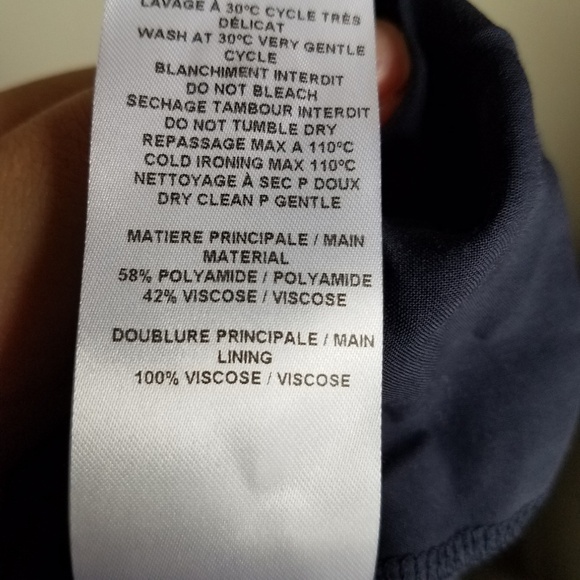 LAVAGE À 30°C CYCLE TRÈS
DÉLICAT
WASH AT 30°C VERY GENTLE
CYCLE
BLANCHIMENT INTERDIT
DO NOT BLEACH
SECHAGE TAMBOUR INTERDIT
DO NOT TUMBLE DRY
REPASSAGE MAX A 110°C
COLD IRONING MAX 110°C
NETTOYAGE À SEC P DOUX
DRY CLEAN P GENTLE
MATIERE PRINCIPALE / MAIN
MATERIAL
58% POLYAMIDE / POLYAMIDE
42% VISCOSE / VISCOSE
DOUBLURE PRINCIPALE / MAIN
LINING
100% VISCOSE / VISCOSE